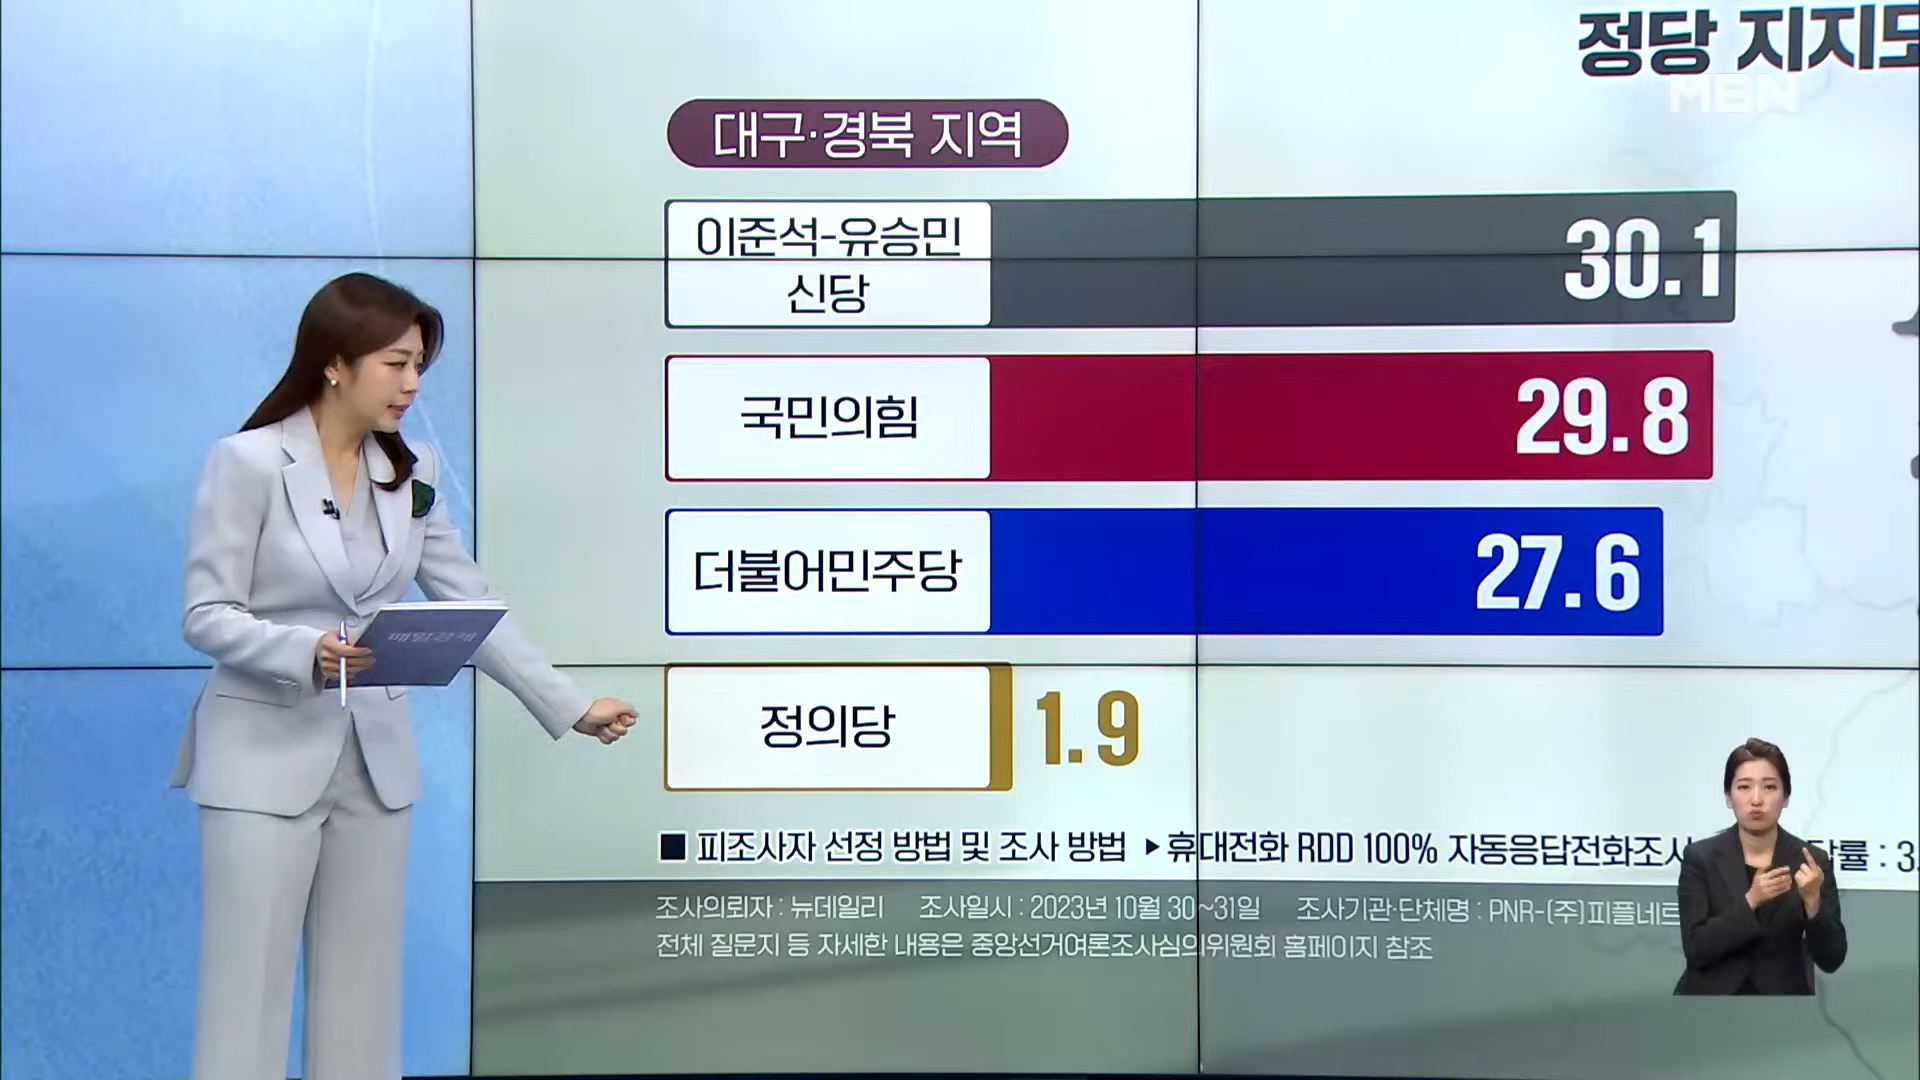 정당 지지도
MBN
대구·경북 지역
이준석-유승민
신당
30.1
국민의힘
29.8
더불어민주당
27.6
정의당
1.9
매일경제
■ 피조사자 선정 방법 및 조사 방법 ▶휴대전화 RDD 100% 자동응답전화조사 답률 : 3.
조사의뢰자 : 뉴데일리 조사일시 : 2023년 10월 30~31일 조사기관·단체명 : PNR-(주)피플네트
전체 질문지 등 자세한 내용은 중앙선거여론조사심의위원회 홈페이지 참조